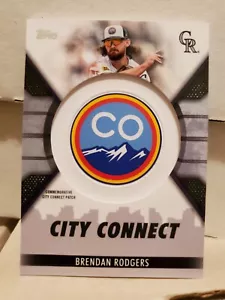 Topps
CR
CO
COMMEMORATIVE
CITY CONNECT PATCH
CITY CONNECT
BRENDAN RODGERS